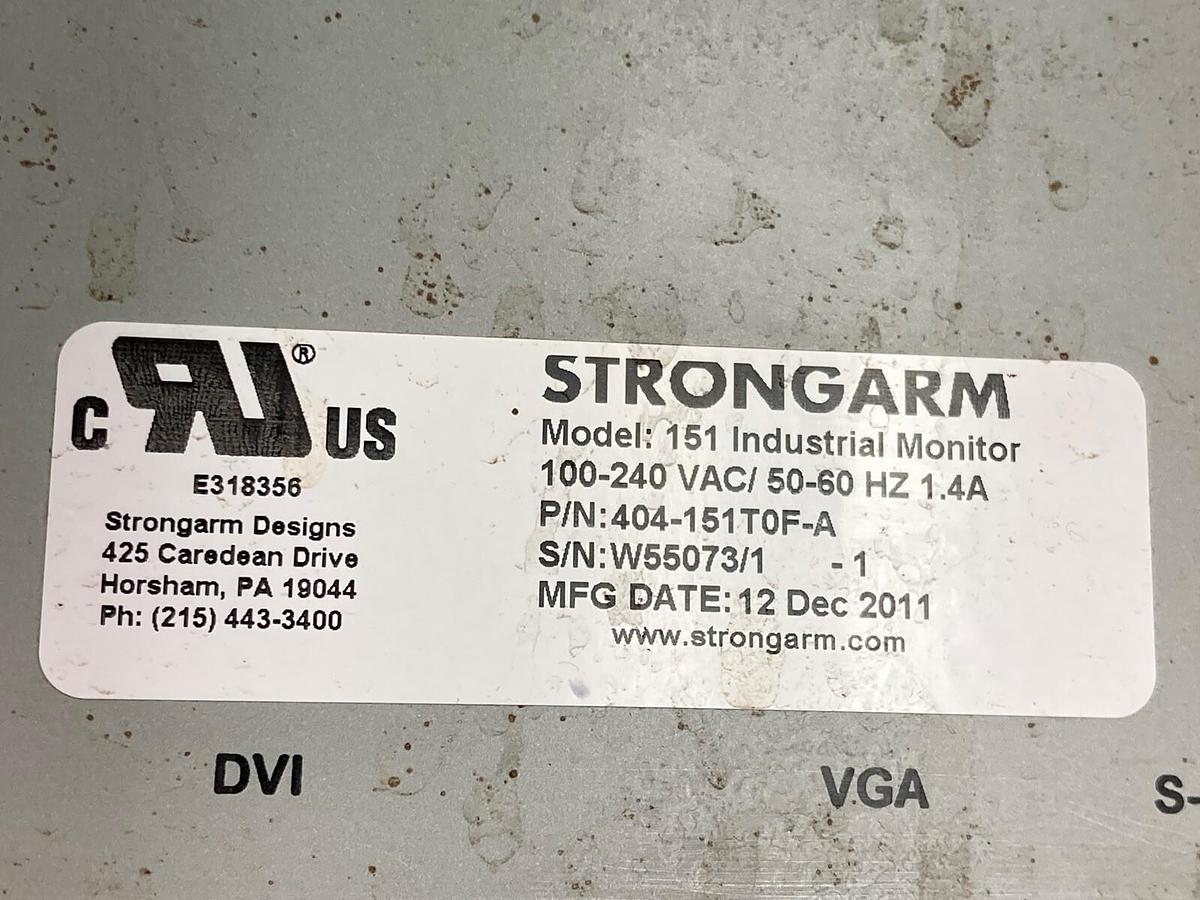 C RU ® US
E318356
Strongarm Designs
425 Caredean Drive
Horsham, PA 19044
Ph: (215) 443-3400
STRONGARM
Model: 151 Industrial Monitor
100-240 VAC/ 50-60 HZ 1.4A
P/N:404-151T0F-A
S/N:W55073/1 - 1
MFG DATE: 12 Dec 2011
www.strongarm.com
DVI
VGA
S-